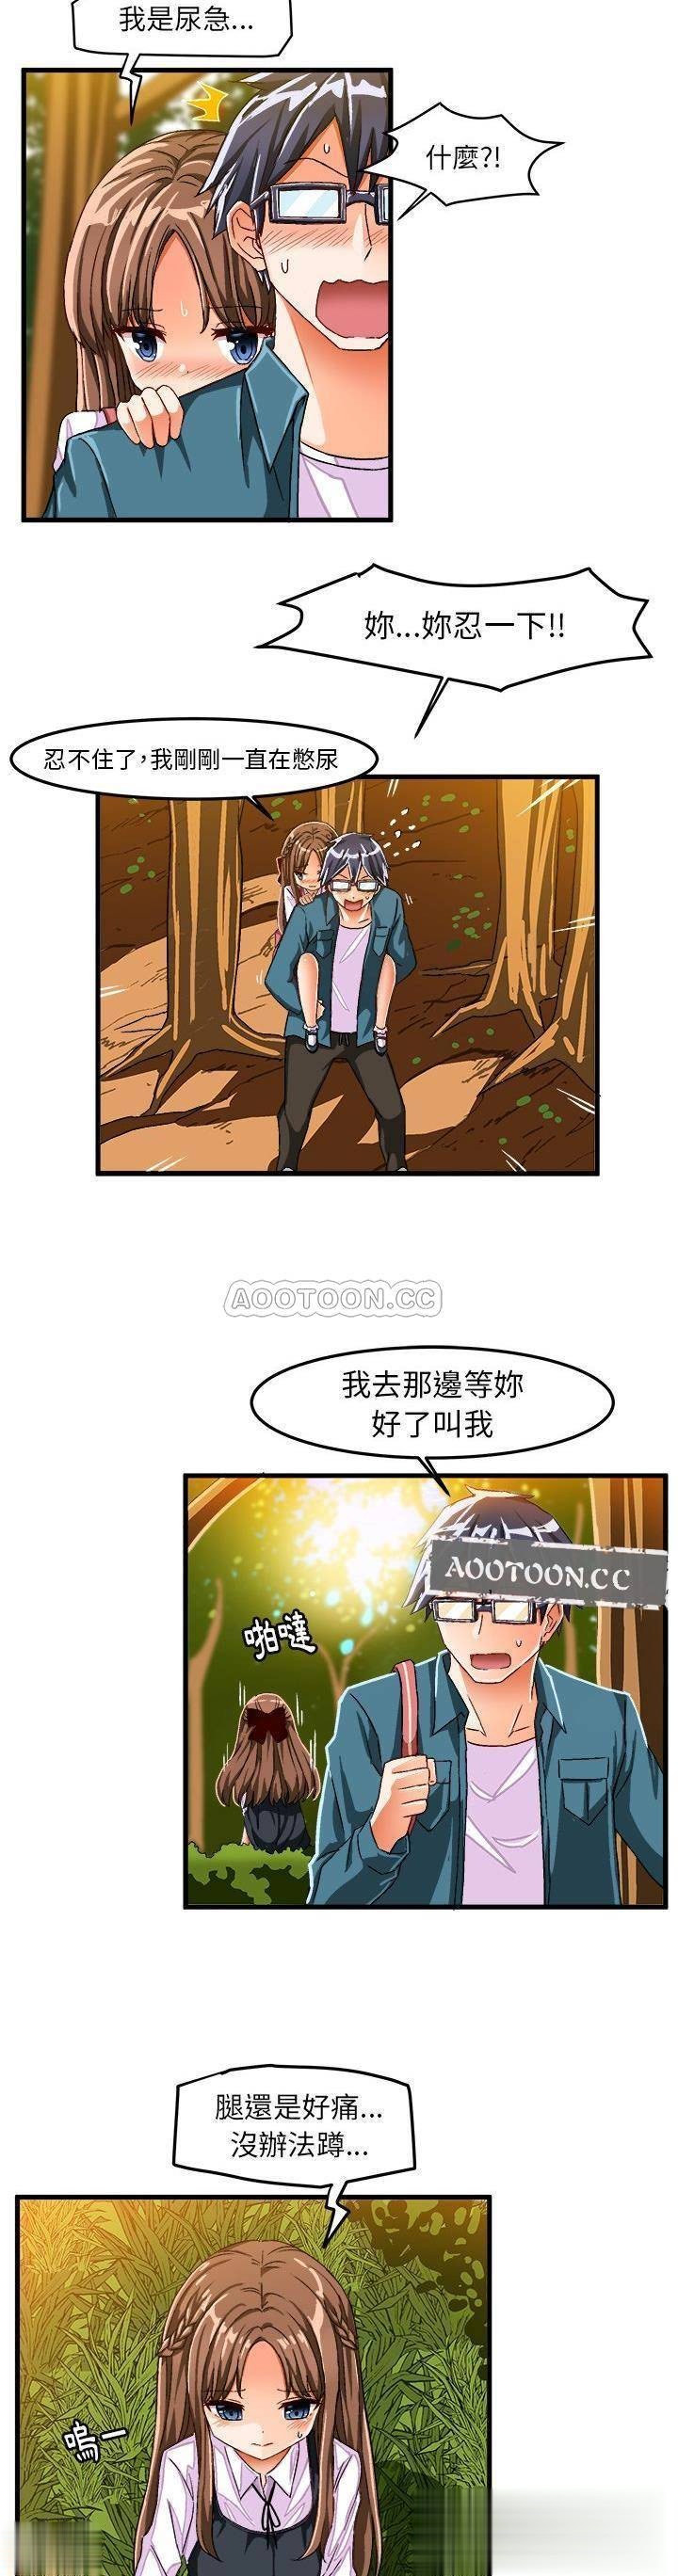 我是尿急...
什麼?!
妳...妳忍一下!!
忍不住了，我剛剛一直在憋尿
AOOTOON.CC
我去那邊等妳
好了叫我
AOOTOON.CC
啪噠
腿還是好痛...
沒辦法蹲...
嗚一